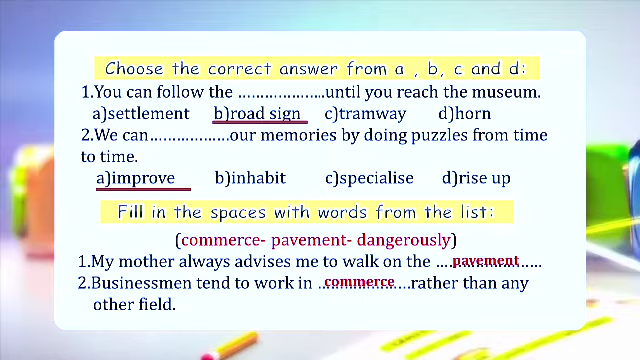 Choose the correct answer from a , b, c and d:
1.You can follow the ......................until you reach the museum.
a)settlement b)road sign c)tramway d)horn
2.We can..................our memories by doing puzzles from time
to time.
a)improve b)inhabit c)specialise d)rise up
Fill in the spaces with words from the list:
(commerce- pavement- dangerously)
1.My mother always advises me to walk on the ....pavement.....
2.Businessmen tend to work in .commerce....rather than any
other field.